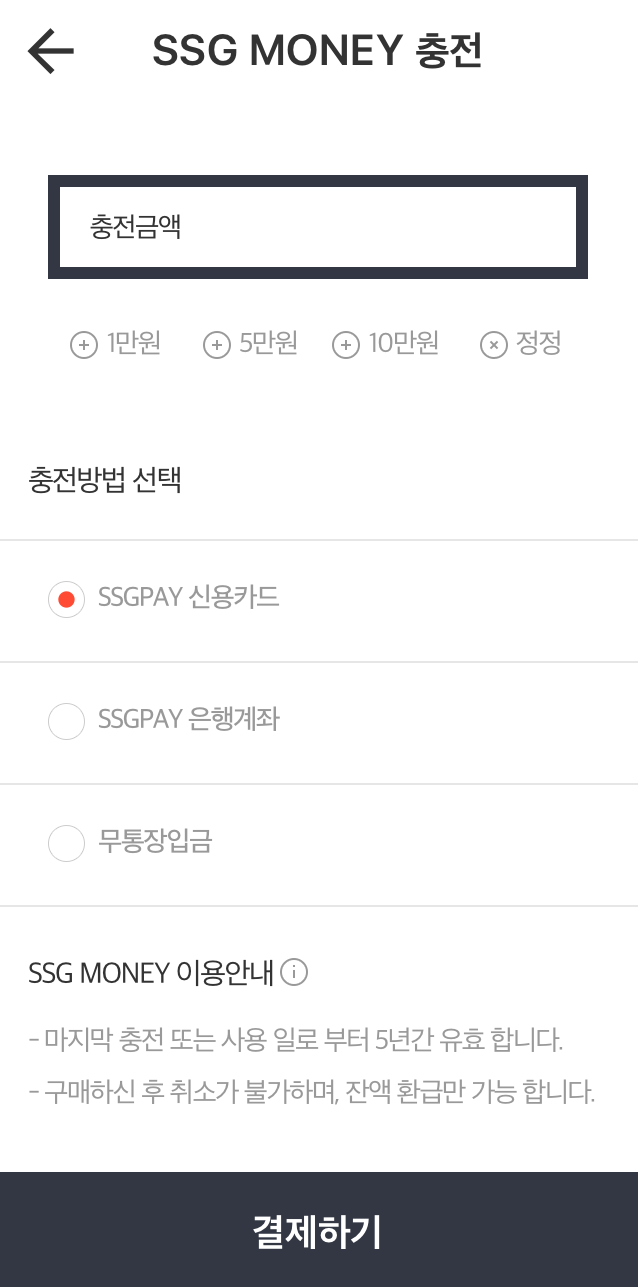 SSG MONEY 충전
충전금액
1만원 5만원 10만원 정정
충전방법 선택
SSGPAY 신용카드
SSGPAY 은행계좌
무통장입금
SSG MONEY 이용안내
- 마지막 충전 또는 사용 일로 부터 5년간 유효 합니다.
- 구매하신 후 취소가 불가하며, 잔액 환급만 가능 합니다.
결제하기